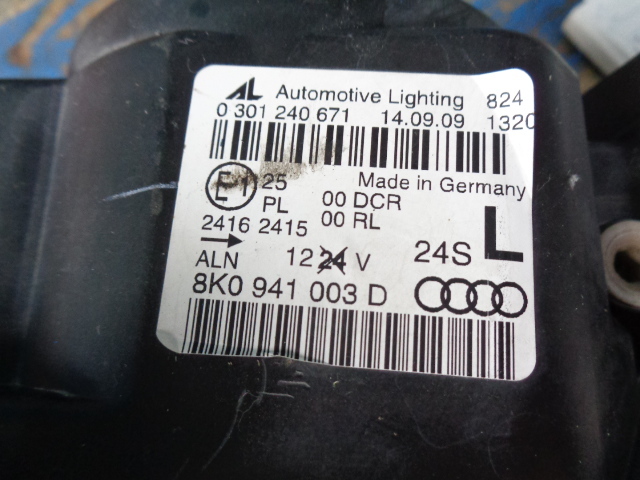 AL Automotive Lighting 824
0 301 240 671 14.09.09 1320
E1 25 Made in Germany
PL 00 DCR
00 RL
2416 2415
→ 24S L
ALN 12 24 V
8K0 941 003 D